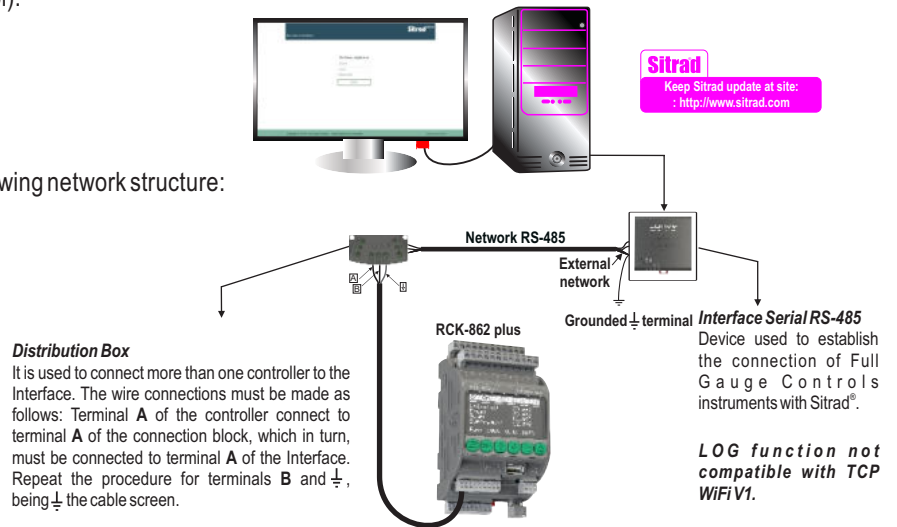 Sitrad
Keep Sitrad update at site:
: http://www.sitrad.com
wing network structure:
Network RS-485
External
network
A
B
Grounded ⏚ terminal
RCK-862 plus
Interface Serial RS-485
Device used to establish
the connection of Full
Gauge Controls
instruments with Sitrad®.
LOG function not
compatible with TCP
WiFi V1.
Distribution Box
It is used to connect more than one controller to the
Interface. The wire connections must be made as
follows: Terminal A of the controller connect to
terminal A of the connection block, which in turn,
must be connected to terminal A of the Interface.
Repeat the procedure for terminals B and ⏚,
being ⏚ the cable screen.